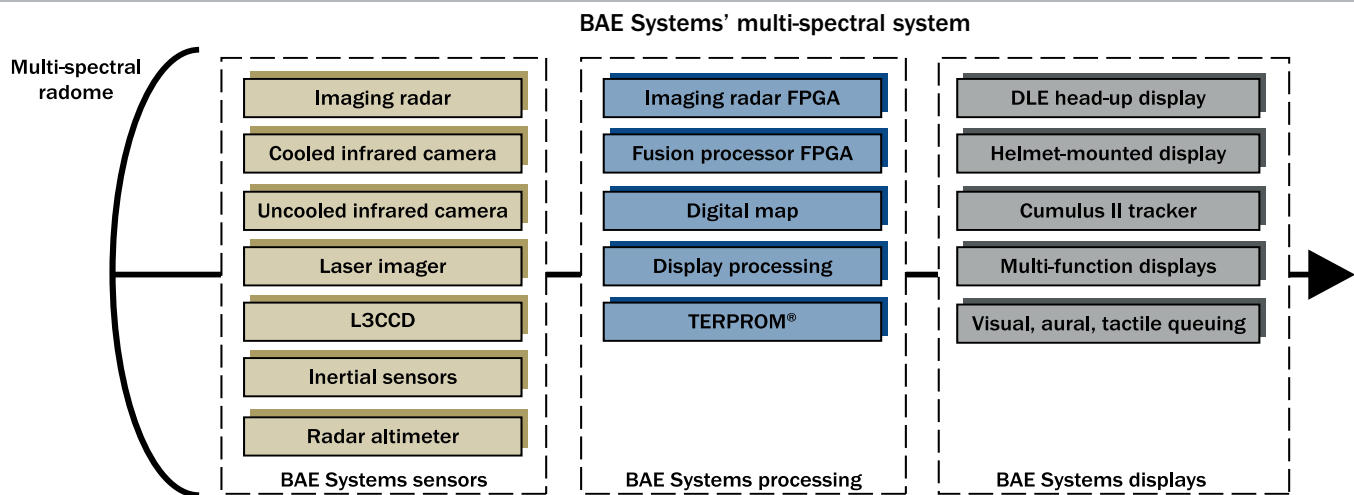 BAE Systems’ multi-spectral system
Multi-spectral
radome
Imaging radar
Cooled infrared camera
Uncooled infrared camera
Laser imager
L3CCD
Inertial sensors
Radar altimeter
BAE Systems sensors
Imaging radar FPGA
Fusion processor FPGA
Digital map
Display processing
TERPROM®
BAE Systems processing
DLE head-up display
Helmet-mounted display
Cumulus II tracker
Multi-function displays
Visual, aural, tactile queuing
BAE Systems displays